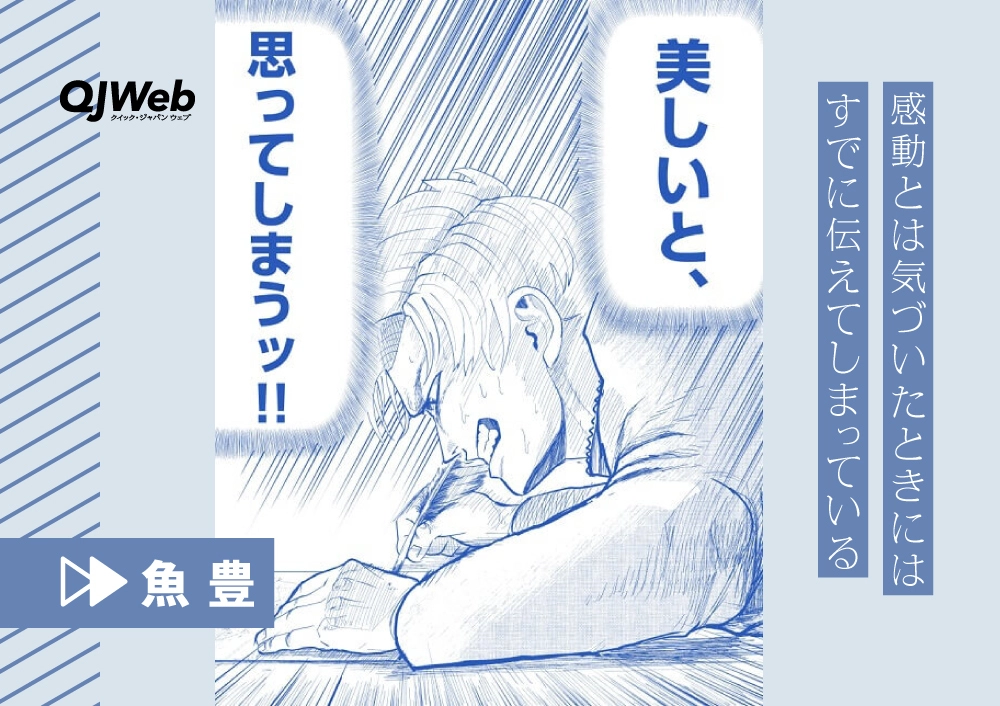 QJWeb
クイック・ジャパン ウェブ
美しいと、
思ってしまうッ!!
感動とは気づいたときには
すでに伝えてしまっている
魚豊